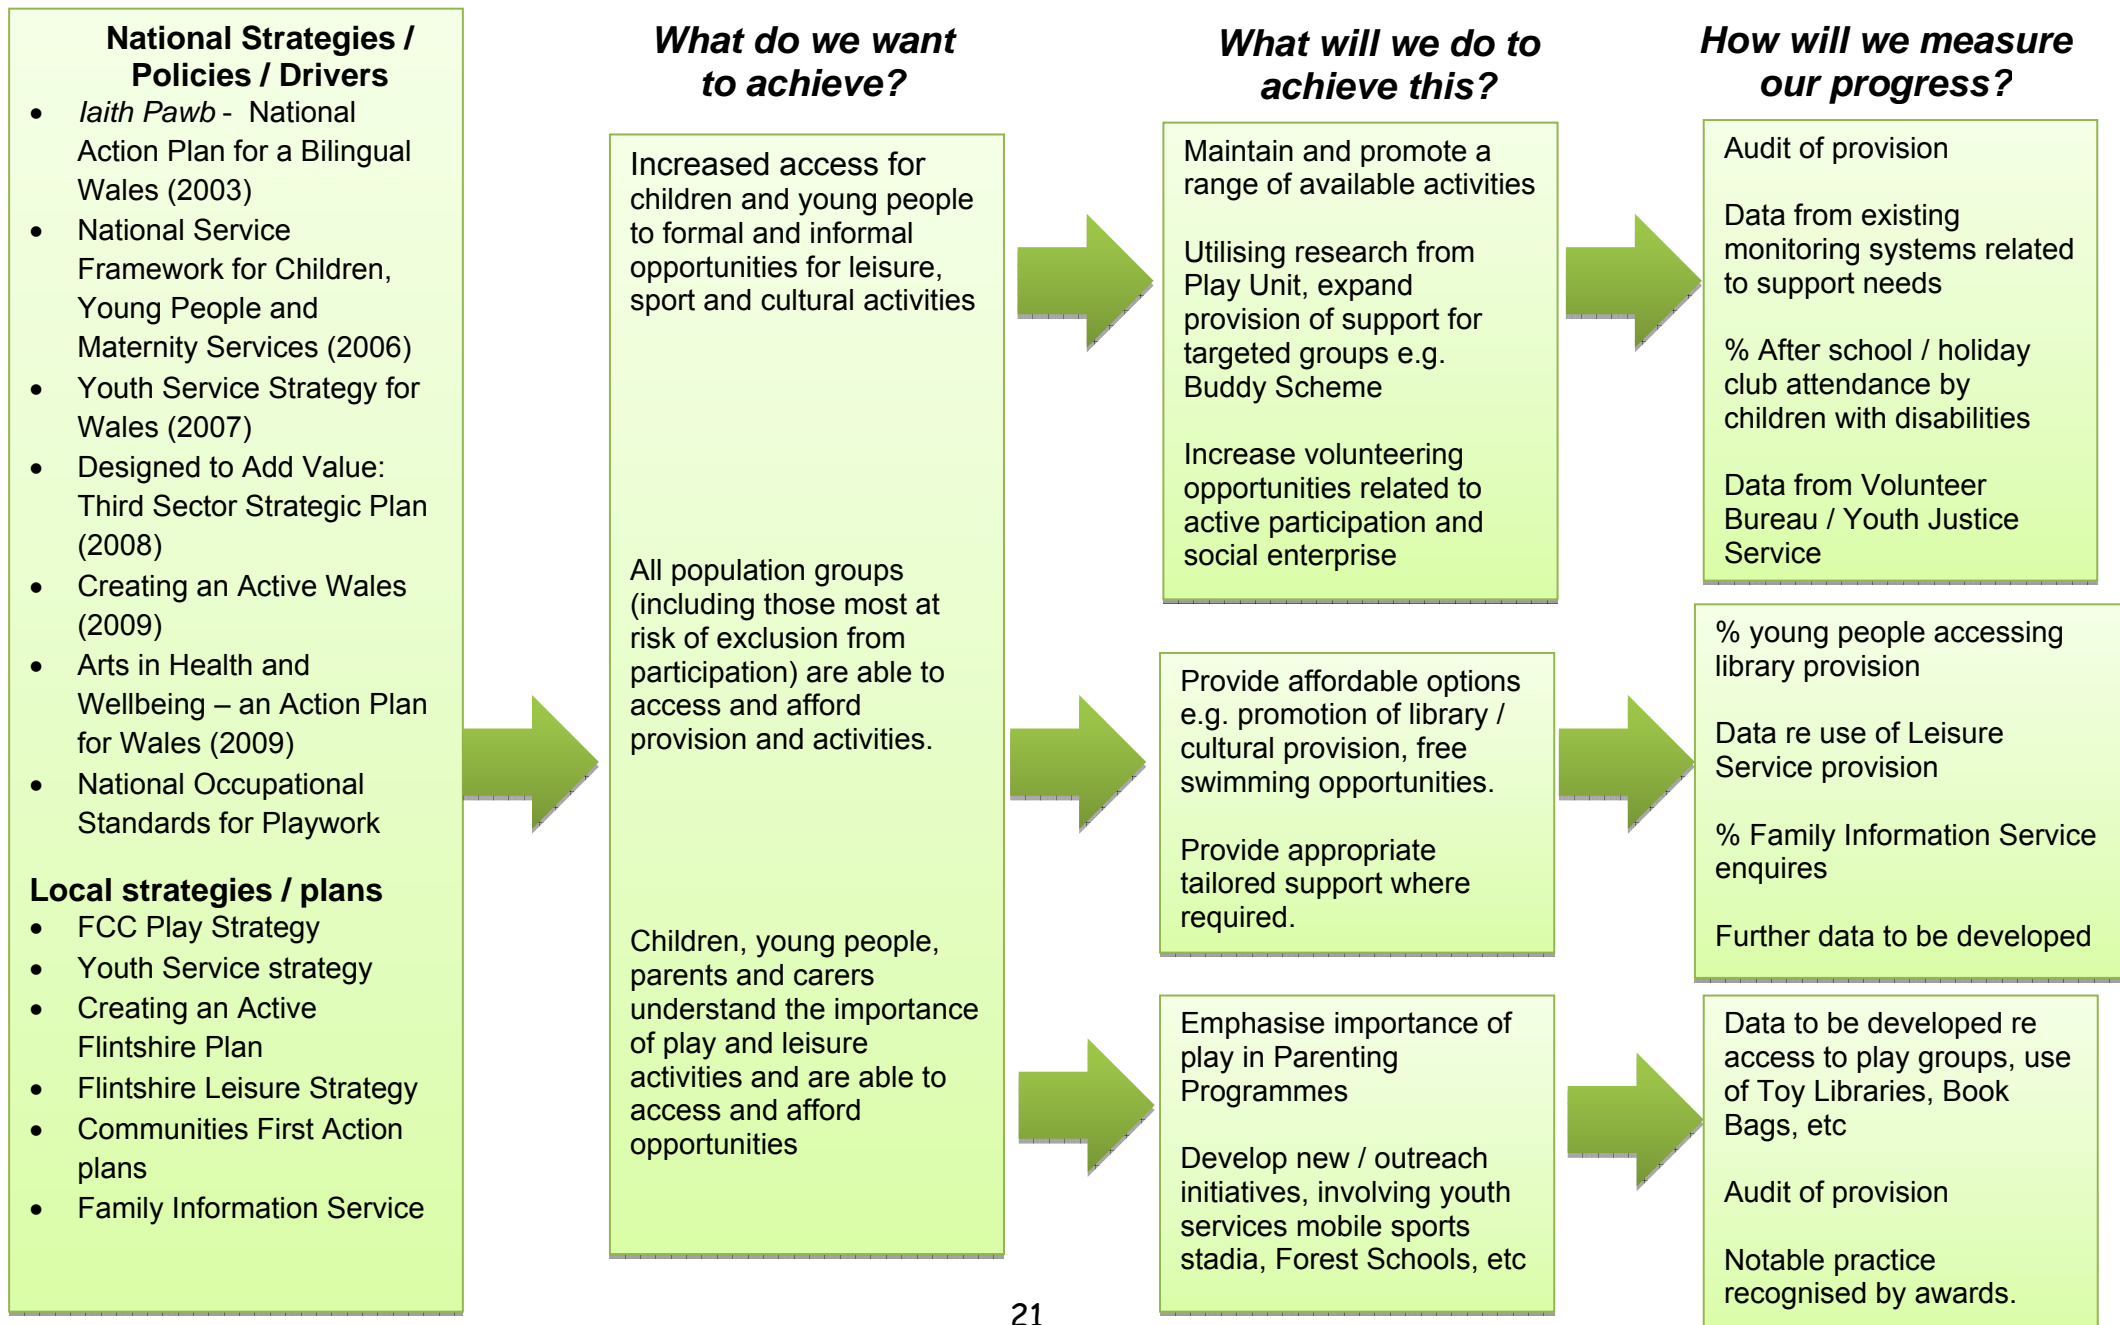 National Strategies /
Policies / Drivers
• Iaith Pawb - National
Action Plan for a Bilingual
Wales (2003)
• National Service
Framework for Children,
Young People and
Maternity Services (2006)
• Youth Service Strategy for
Wales (2007)
• Designed to Add Value:
Third Sector Strategic Plan
(2008)
• Creating an Active Wales
(2009)
• Arts in Health and
Wellbeing – an Action Plan
for Wales (2009)
• National Occupational
Standards for Playwork
Local strategies / plans
• FCC Play Strategy
• Youth Service strategy
• Creating an Active
Flintshire Plan
• Flintshire Leisure Strategy
• Communities First Action
plans
• Family Information Service
What do we want
to achieve?
Increased access for
children and young people
to formal and informal
opportunities for leisure,
sport and cultural activities
All population groups
(including those most at
risk of exclusion from
participation) are able to
access and afford
provision and activities.
Children, young people,
parents and carers
understand the importance
of play and leisure
activities and are able to
access and afford
opportunities
What will we do to
achieve this?
Maintain and promote a
range of available activities
Utilising research from
Play Unit, expand
provision of support for
targeted groups e.g.
Buddy Scheme
Increase volunteering
opportunities related to
active participation and
social enterprise
Provide affordable options
e.g. promotion of library /
cultural provision, free
swimming opportunities.
Provide appropriate
tailored support where
required.
Emphasise importance of
play in Parenting
Programmes
Develop new / outreach
initiatives, involving youth
services mobile sports
stadia, Forest Schools, etc
How will we measure
our progress?
Audit of provision
Data from existing
monitoring systems related
to support needs
% After school / holiday
club attendance by
children with disabilities
Data from Volunteer
Bureau / Youth Justice
Service
% young people accessing
library provision
Data re use of Leisure
Service provision
% Family Information Service
enquires
Further data to be developed
Data to be developed re
access to play groups, use
of Toy Libraries, Book
Bags, etc
Audit of provision
Notable practice
recognised by awards.
21